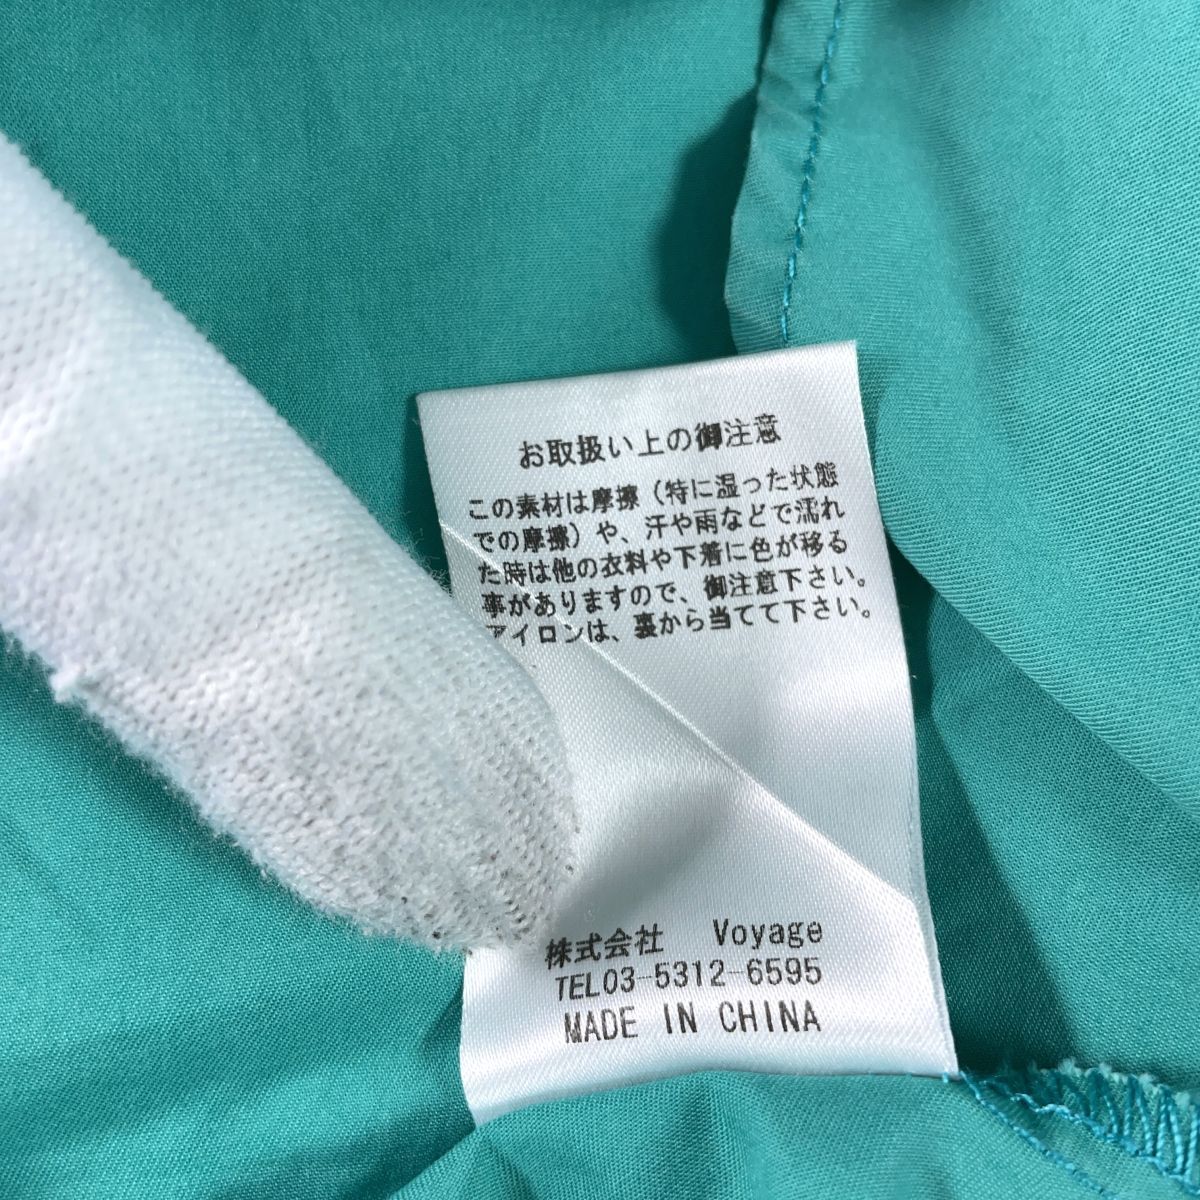 お取扱い上の御注意
この素材は摩擦（特に湿った状態
での摩擦）や、汗や雨などで濡れ
た時は他の衣料や下着に色が移る
事がありますので、御注意下さい。
アイロンは、裏から当てて下さい。
株式会社 Voyage
TEL03-5312-6595
MADE IN CHINA